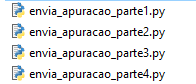 envia_apuracao_parte1.py
envia_apuracao_parte2.py
envia_apuracao_parte3.py
envia_apuracao_parte4.py